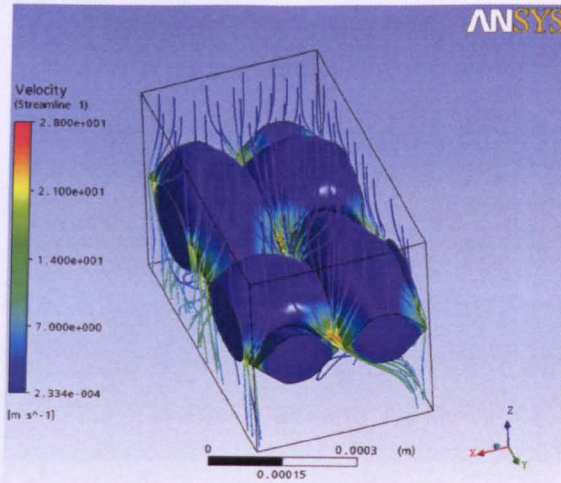 ANSYS
Velocity
(Streamline 1)
2.800e+001
2.100e+001
1.400e+001
7.000e+000
2.334e-004
[m s^-1]
0 0.0003 (m)
0.00015
Z
X
Y